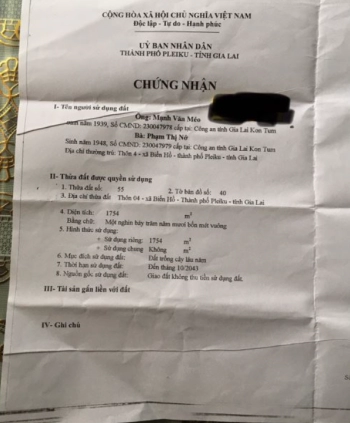 CỘNG HÒA XÃ HỘI CHỦ NGHĨA VIỆT NAM
Độc lập - Tự do - Hạnh phúc
UỶ BAN NHÂN DÂN
THÀNH PHỐ PLEIKU - TỈNH GIA LAI
CHỨNG NHẬN
I- Tên người sử dụng đất
Ông: Mạnh Văn Mẽo
Sinh năm 1939, Số CMND: 230047978 cấp tại: Công an tỉnh Gia Lai Kon Tum
Bà: Phạm Thị Nữ
Sinh năm 1948, Số CMND: 230047979 cấp tại: Công an tỉnh Gia Lai Kon Tum
Địa chỉ thường trú: Thôn 4 - xã Biển Hồ - thành phố Pleiku - tỉnh Gia Lai
II- Thửa đất được quyền sử dụng
1. Thửa đất số: 55 2. Tờ bản đồ số: 40
3. Địa chỉ thửa đất: Thôn 04 - Xã Biển Hồ - Thành phố Pleiku - tỉnh Gia Lai
4. Diện tích: 1754 m²
Bằng chữ: Một nghìn bảy trăm năm mươi bốn mét vuông
5. Hình thức sử dụng:
+ Sử dụng riêng: 1754 m²
+ Sử dụng chung: Không m²
6. Mục đích sử dụng đất: Đất trồng cây lâu năm
7. Thời hạn sử dụng đất: Đến tháng 10/2043
8. Nguồn gốc sử dụng đất: Giao đất không thu tiền sử dụng đất.
III- Tài sản gắn liền với đất
IV- Ghi chú